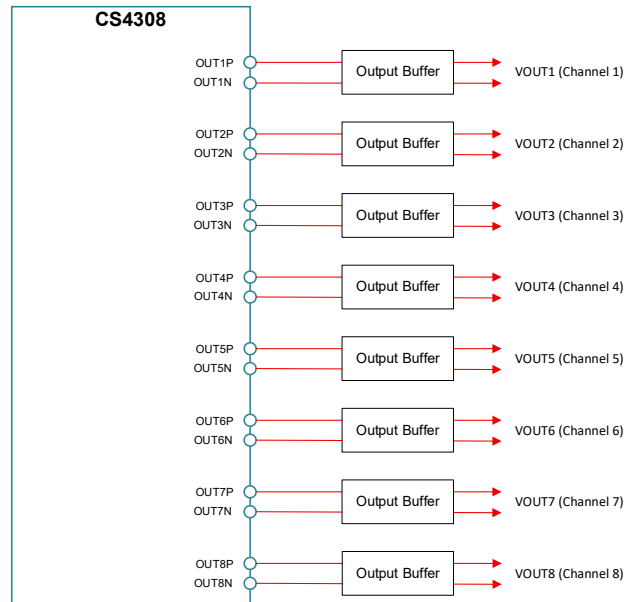 CS4308
OUT1P
OUT1N
Output Buffer
VOUT1 (Channel 1)
OUT2P
OUT2N
Output Buffer
VOUT2 (Channel 2)
OUT3P
OUT3N
Output Buffer
VOUT3 (Channel 3)
OUT4P
OUT4N
Output Buffer
VOUT4 (Channel 4)
OUT5P
OUT5N
Output Buffer
VOUT5 (Channel 5)
OUT6P
OUT6N
Output Buffer
VOUT6 (Channel 6)
OUT7P
OUT7N
Output Buffer
VOUT7 (Channel 7)
OUT8P
OUT8N
Output Buffer
VOUT8 (Channel 8)